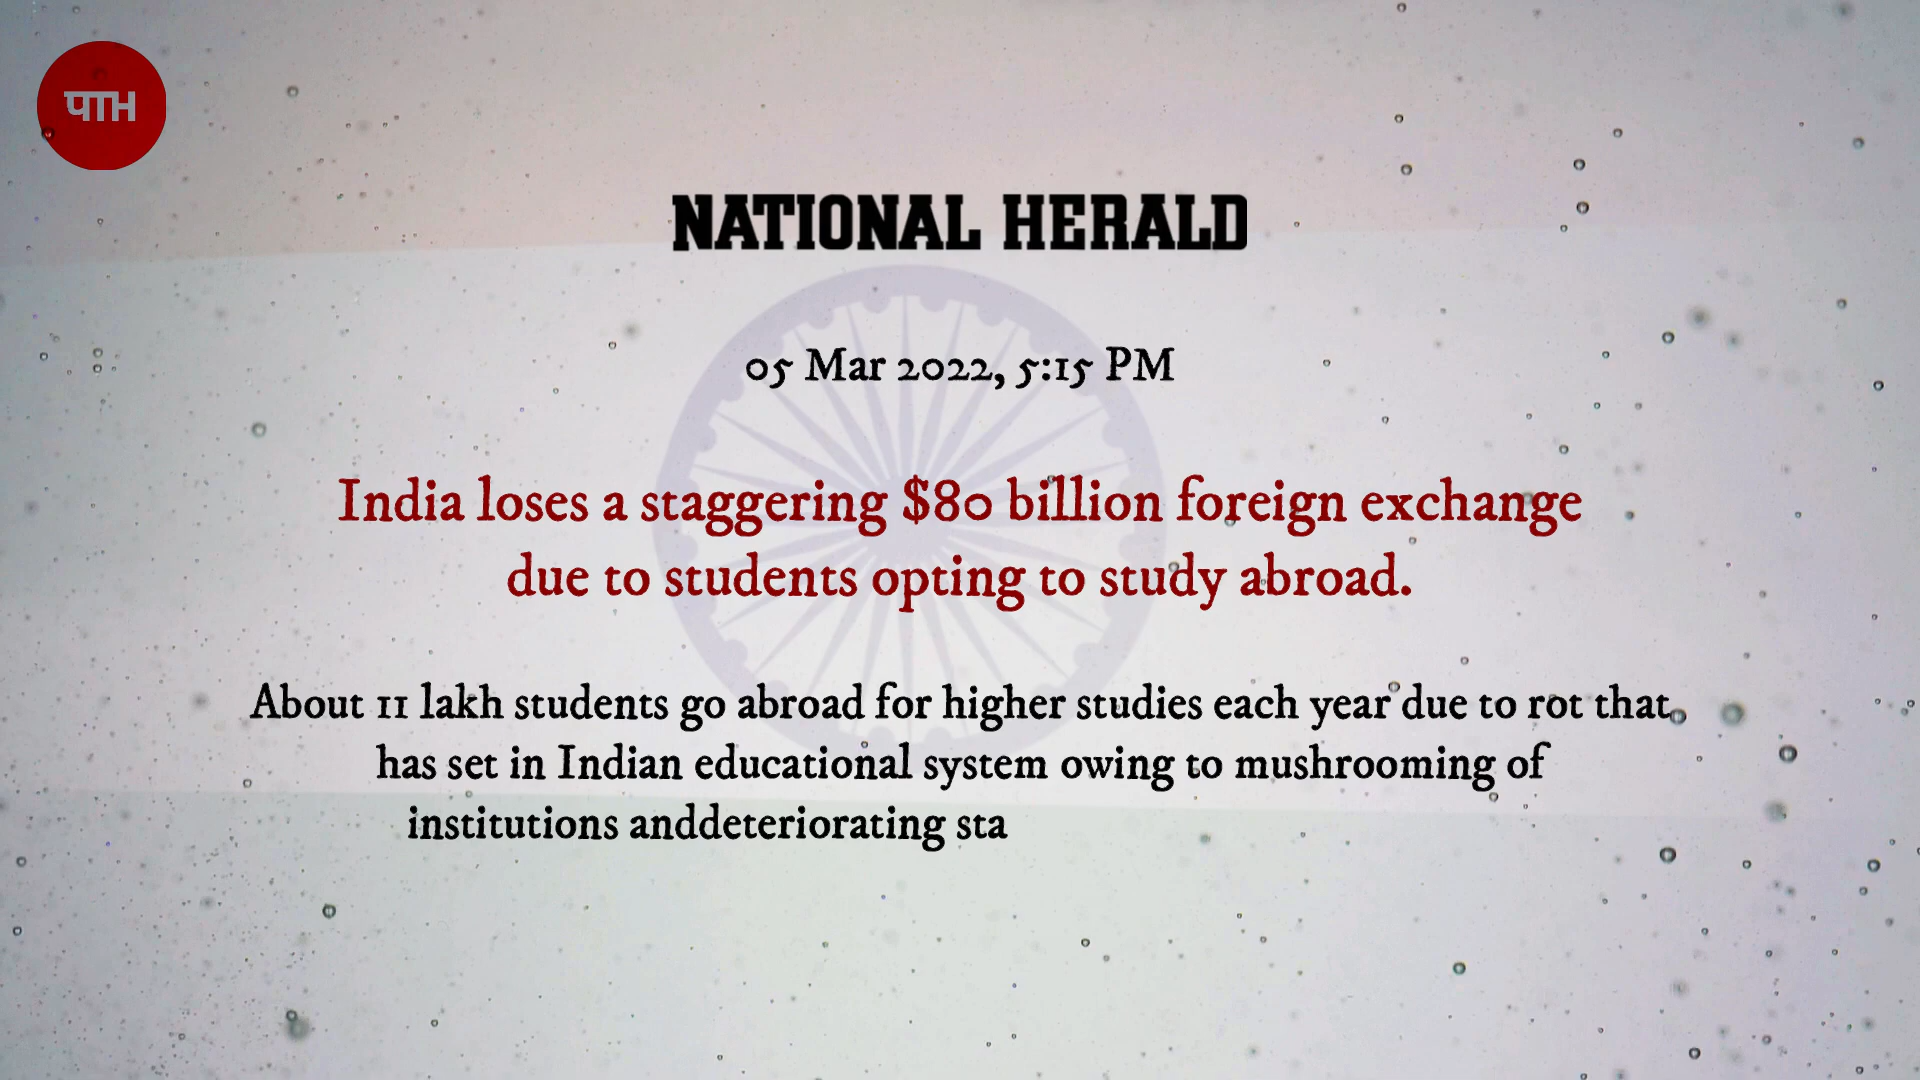 पाTH
NATIONAL HERALD
05 Mar 2022, 5:15 PM
India loses a staggering $80 billion foreign exchange
due to students opting to study abroad.
About 11 lakh students go abroad for higher studies each year due to rot that
has set in Indian educational system owing to mushrooming of
institutions anddeteriorating sta